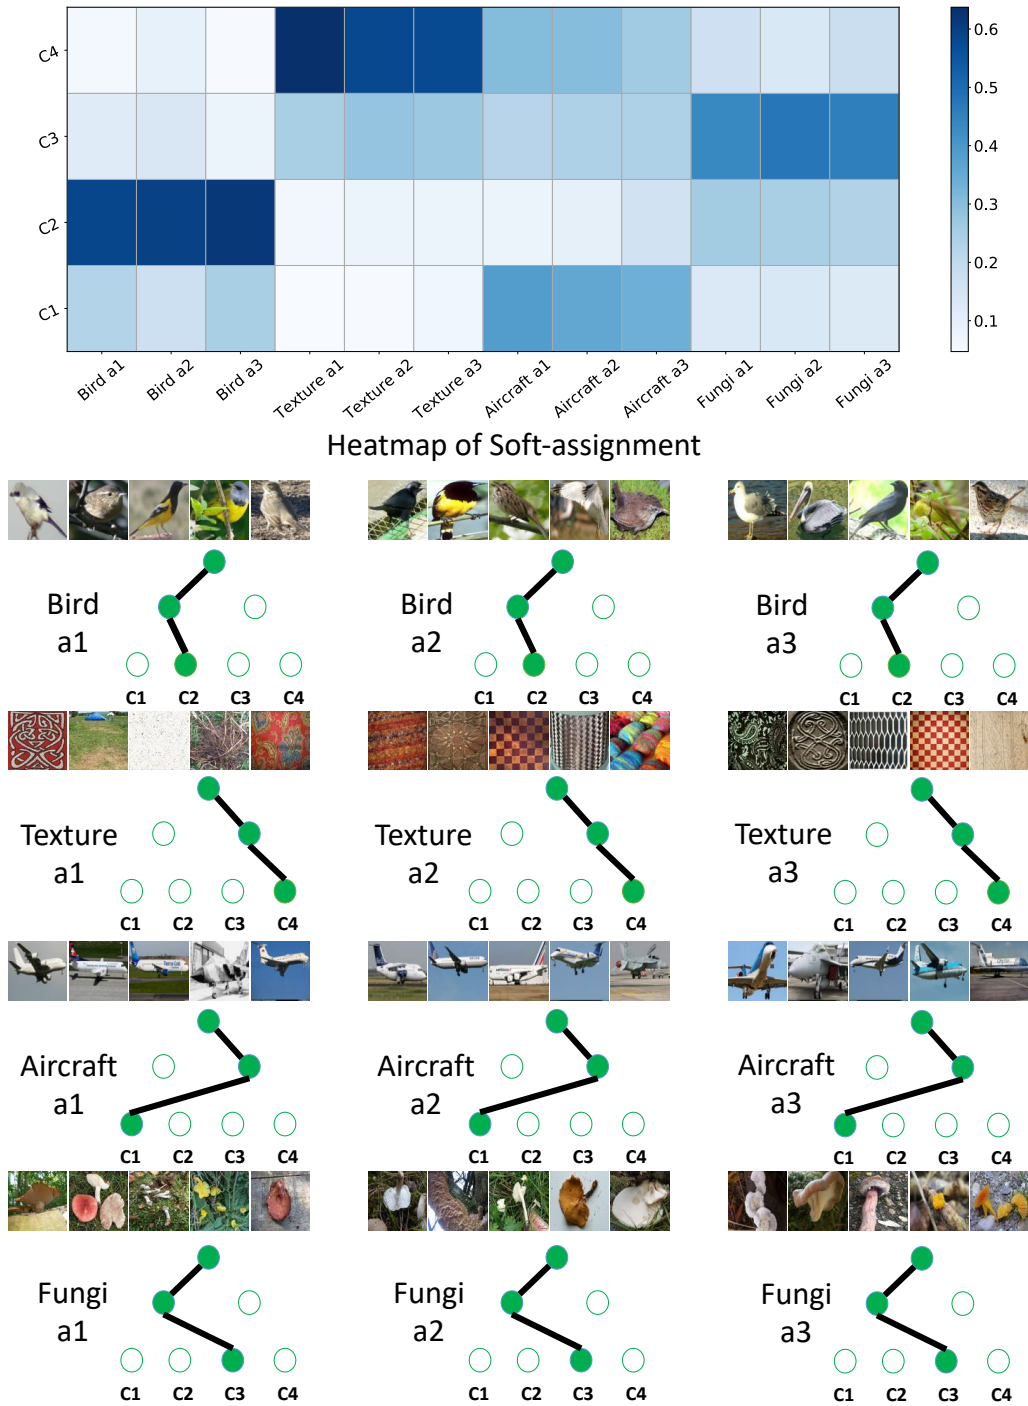 C4
C3
C2
C1
0.6
0.5
0.4
0.3
0.2
0.1
Bird a1
Bird a2
Bird a3
Texture a1
Texture a2
Texture a3
Aircraft a1
Aircraft a2
Aircraft a3
Fungi a1
Fungi a2
Fungi a3
Heatmap of Soft-assignment
Bird
a1
C1 C2 C3 C4
Bird
a2
C1 C2 C3 C4
Bird
a3
C1 C2 C3 C4
Texture
a1
C1 C2 C3 C4
Texture
a2
C1 C2 C3 C4
Texture
a3
C1 C2 C3 C4
Aircraft
a1
C1 C2 C3 C4
Aircraft
a2
C1 C2 C3 C4
Aircraft
a3
C1 C2 C3 C4
Fungi
a1
C1 C2 C3 C4
Fungi
a2
C1 C2 C3 C4
Fungi
a3
C1 C2 C3 C4